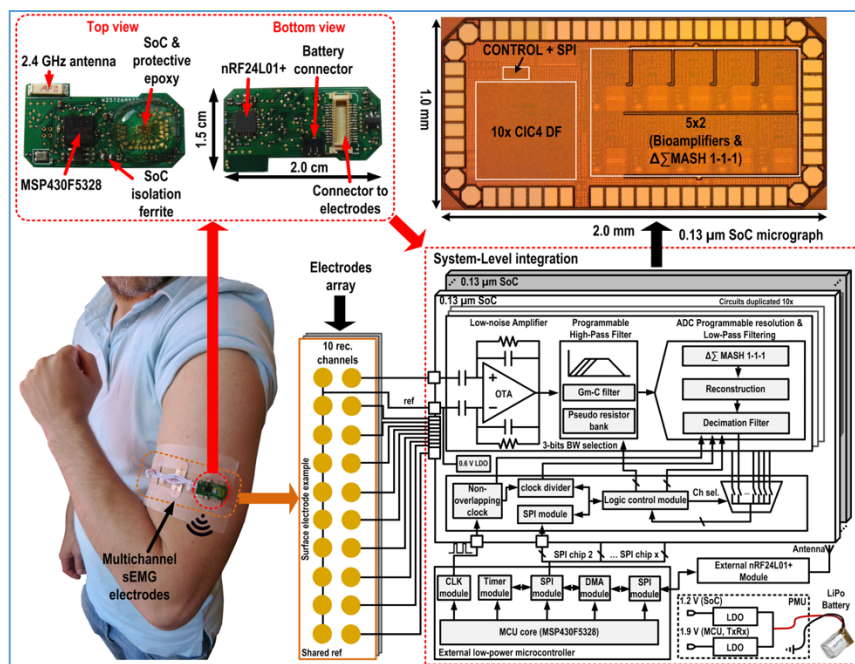 Top view
Bottom view
2.4 GHz antenna
SoC &
protective
epoxy
nRF24L01+
Battery
connector
MSP430F5328
SoC
isolation
ferrite
1.5 cm
2.0 cm
Connector to
electrodes
CONTROL + SPI
10x CIC4 DF
5x2
(Bioamplifiers &
Δ∑MASH 1-1-1)
1.0 mm
2.0 mm
0.13 µm SoC micrograph
System-Level integration
0.13 µm SoC
0.13 µm SoC
Circuits duplicated 10x
Electrodes
array
10 rec.
channels
Surface electrode example
Shared ref
ref
Multichannel
sEMG
electrodes
Low-noise Amplifier
OTA
Programmable
High-Pass Filter
Gm-C filter
Pseudo resistor
bank
3-bits BW selection
ADC Programmable resolution &
Low-Pass Filtering
Δ∑ MASH 1-1-1
Reconstruction
Decimation Filter
0.6 V LDO
Non-
overlapping
clock
clock divider
SPI module
Logic control module
Ch sel.
SPI chip 2
... SPI chip x
Antenna
CLK
module
Timer
module
SPI
module
DMA
module
SPI
module
MCU core (MSP430F5328)
External low-power microcontroller
External nRF24L01+
Module
1.2 V (SoC)
LDO
1.9 V (MCU, TxRx)
LDO
PMU
LiPo
Battery